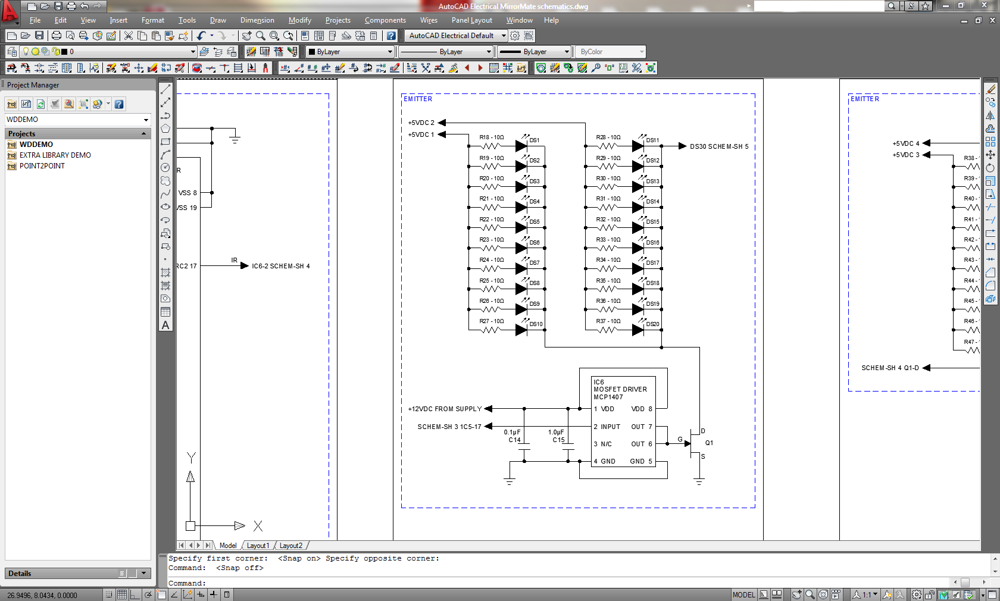 AutoCAD Electrical MirrorMate schematics.dwg
File Edit View Insert Format Tools Draw Dimension Modify Projects Components Wires Panel Layout Window Help
AutoCAD Electrical Default
0 ByLayer ByLayer ByLayer ByColor
Project Manager
WDDEMO
Projects
WDDEMO
EXTRA LIBRARY DEMO
POINT2POINT
Details
R
VSS 8
VSS 19
RC2 17
IR
IC6-2 SCHEM-SH 4
Y
X
A
EMITTER
+5VDC 2
+5VDC 1
R18 - 10Ω DS1 R28 - 10Ω DS11
DS30 SCHEM-SH 5
R19 - 10Ω DS2 R29 - 10Ω DS12
R20 - 10Ω DS3 R30 - 10Ω DS13
R21 - 10Ω DS4 R31 - 10Ω DS14
R22 - 10Ω DS5 R32 - 10Ω DS15
R23 - 10Ω DS6 R33 - 10Ω DS16
R24 - 10Ω DS7 R34 - 10Ω DS17
R25 - 10Ω DS8 R35 - 10Ω DS18
R26 - 10Ω DS9 R36 - 10Ω DS19
R27 - 10Ω DS10 R37 - 10Ω DS20
IC6
MOSFET DRIVER
MCP1407
+12VDC FROM SUPPLY 1 VDD VDD 8
SCHEM-SH 3 1C5-17 2 INPUT OUT 7
0.1µF 1.0µF D
C14 C15 3 N/C OUT 6 G Q1
S
4 GND GND 5
EMITTER
+5VDC 4
+5VDC 3
R38 -
R39 -
R40 -
R41 -
R42 -
R43 -
R44 -
R45 -
R46 -
R47 -
SCHEM-SH 4 Q1-D
Model Layout1 Layout2
Specify first corner: <Snap on> Specify opposite corner:
Command: <Snap off>
Command:
26.9496, 8.0434, 0.0000
MODEL 1:1